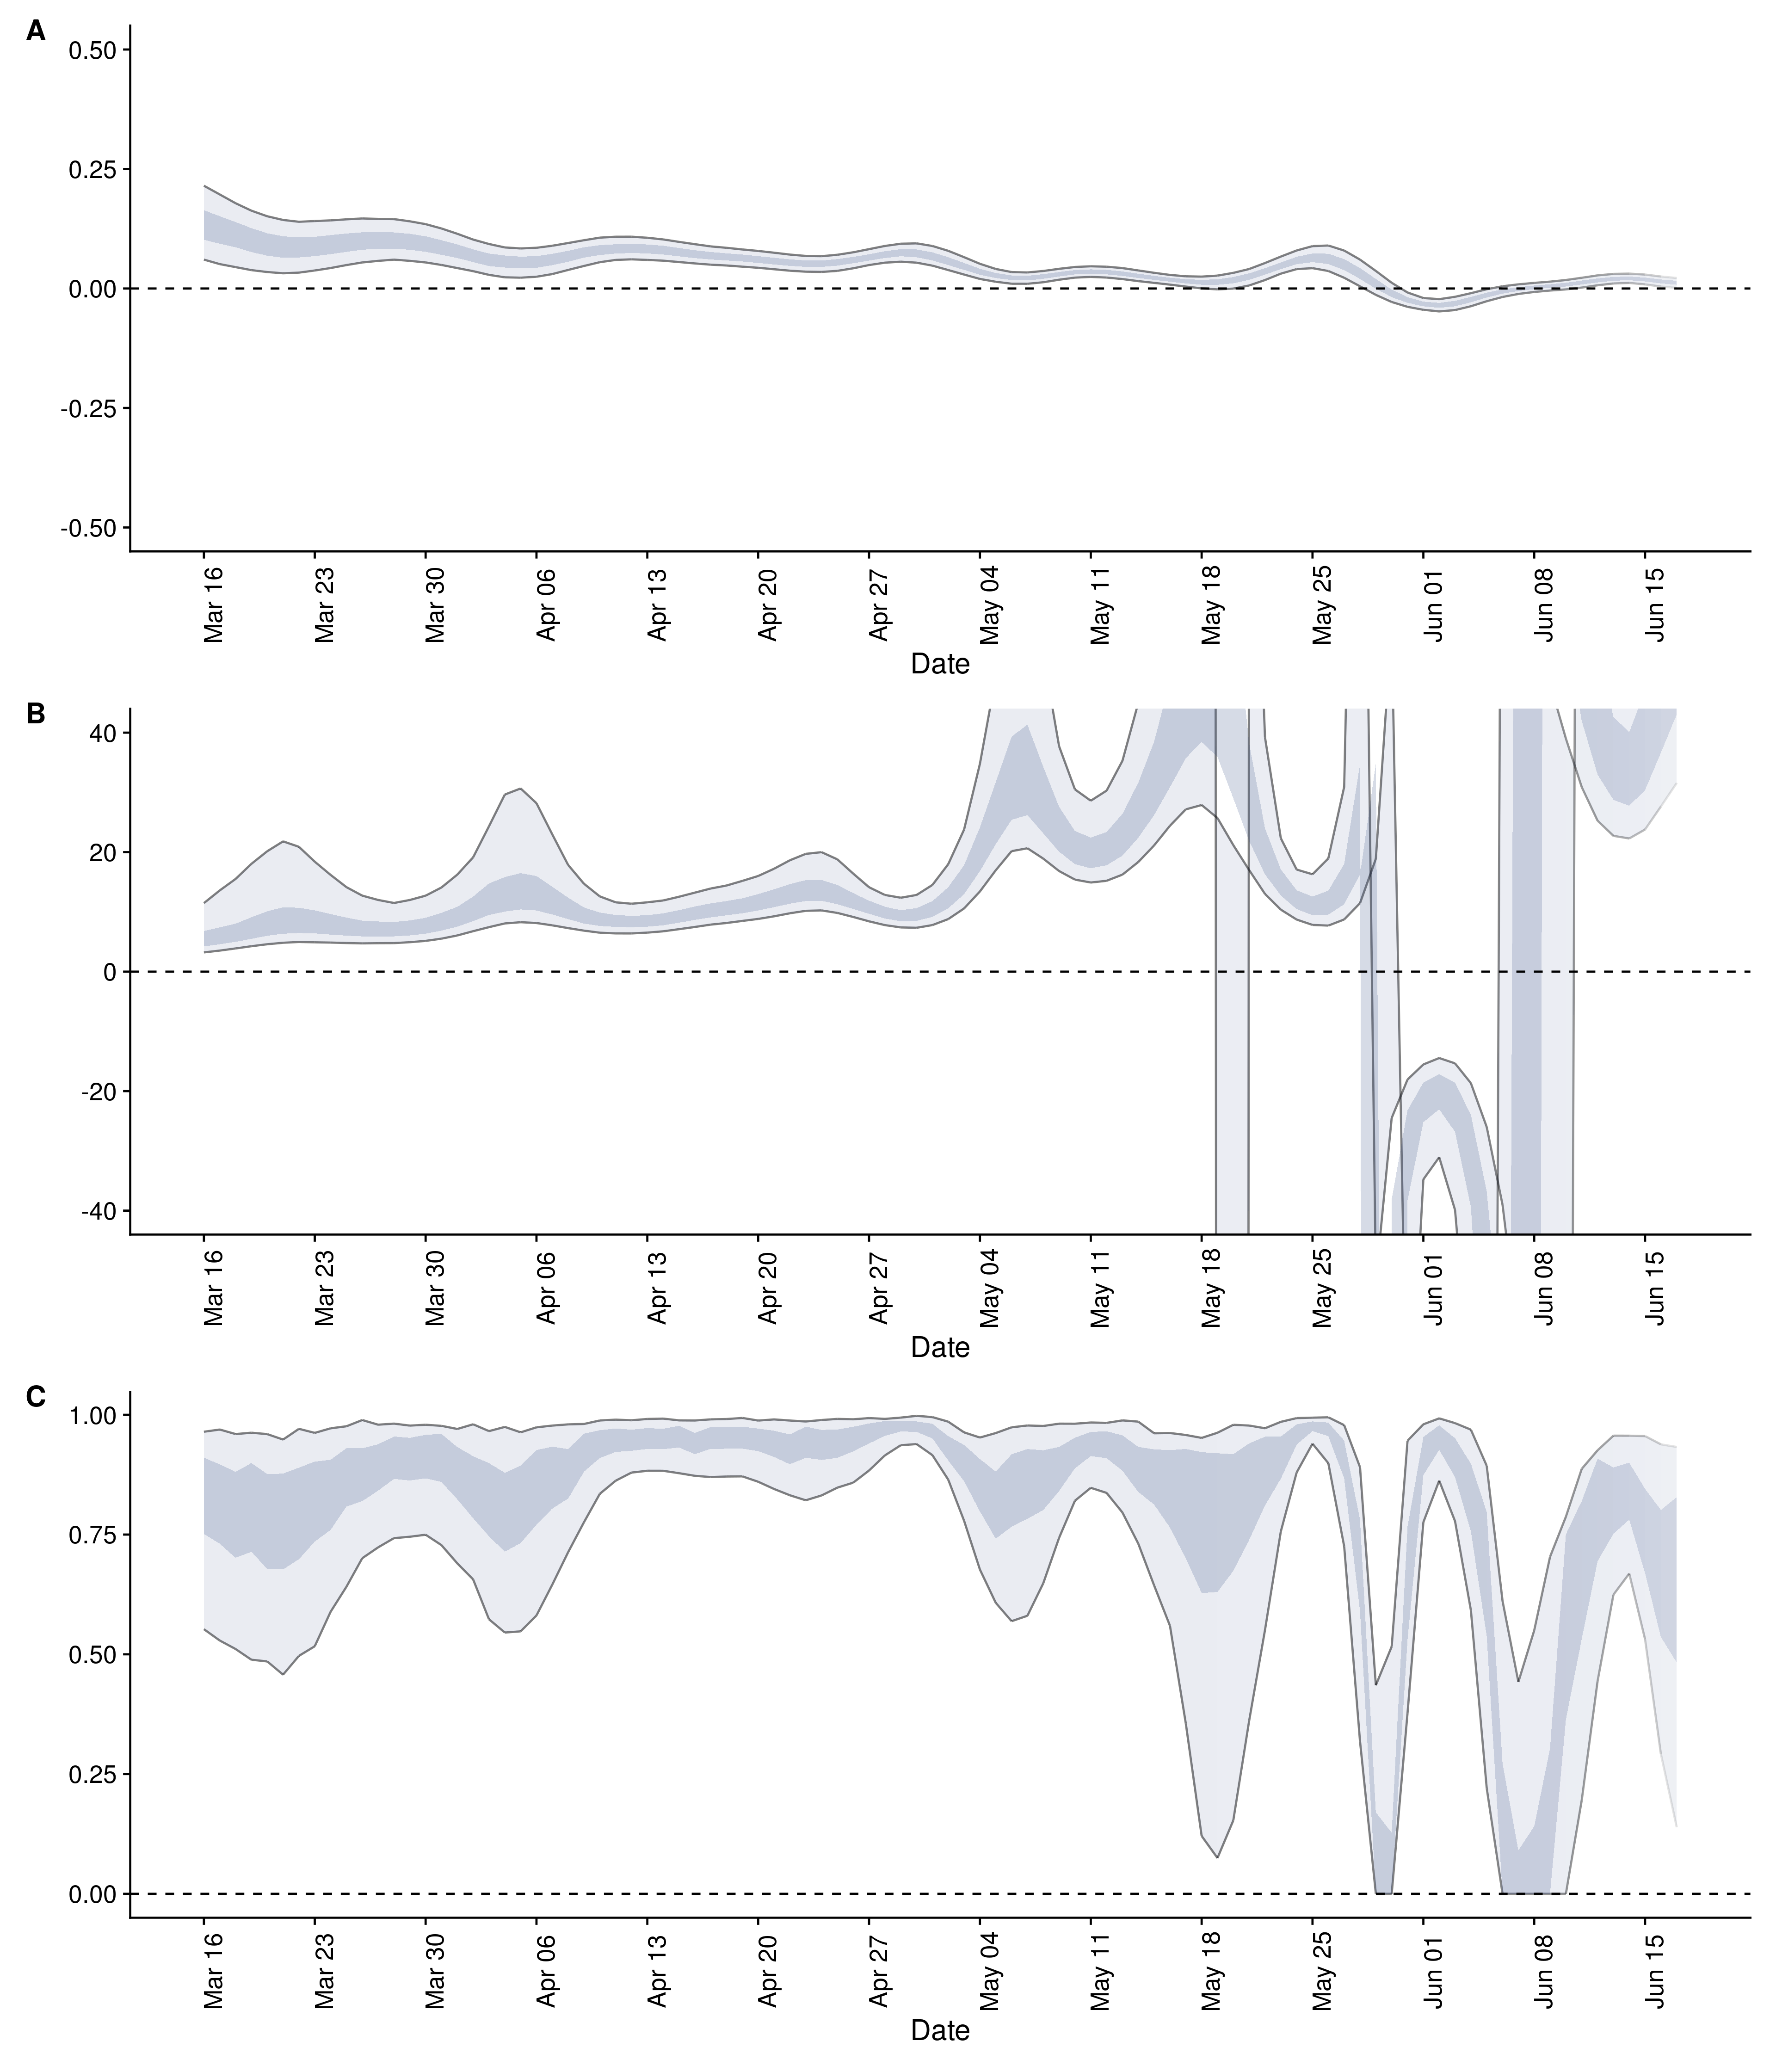 A
0.50
0.25
0.00
-0.25
-0.50
Mar 16
Mar 23
Mar 30
Apr 06
Apr 13
Apr 20
Apr 27
May 04
May 11
May 18
May 25
Jun 01
Jun 08
Jun 15
Date
B
40
20
0
-20
-40
Mar 16
Mar 23
Mar 30
Apr 06
Apr 13
Apr 20
Apr 27
May 04
May 11
May 18
May 25
Jun 01
Jun 08
Jun 15
Date
C
1.00
0.75
0.50
0.25
0.00
Mar 16
Mar 23
Mar 30
Apr 06
Apr 13
Apr 20
Apr 27
May 04
May 11
May 18
May 25
Jun 01
Jun 08
Jun 15
Date